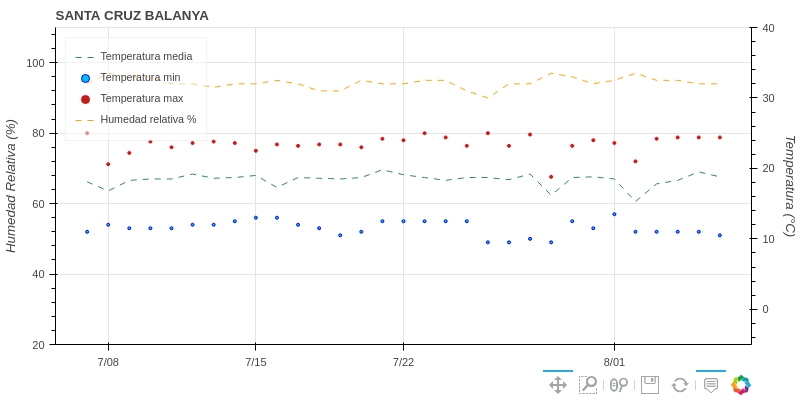 SANTA CRUZ BALANYA
Temperatura media
Temperatura min
Temperatura max
Humedad relativa %
Humedad Relativa (%)
100
80
60
40
20
Temperatura (°C)
40
30
20
10
0
7/08
7/15
7/22
8/01